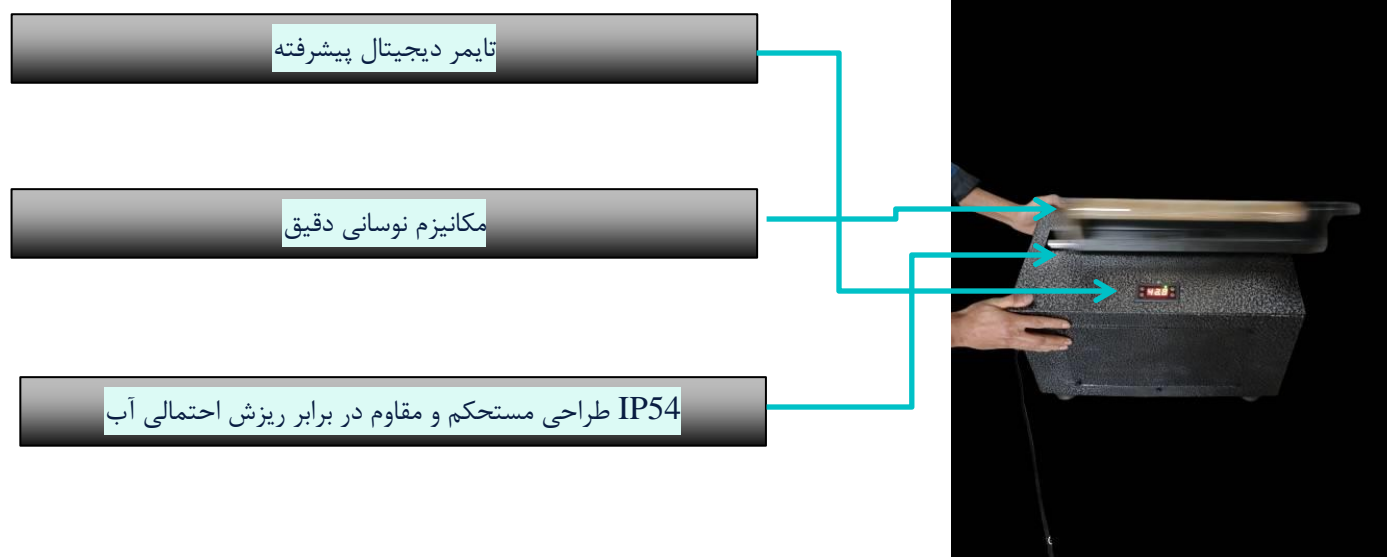 تایمر دیجیتال پیشرفته
مکانیزم نوسانی دقیق
IP54 طراحی مستحکم و مقاوم در برابر ریزش احتمالی آب